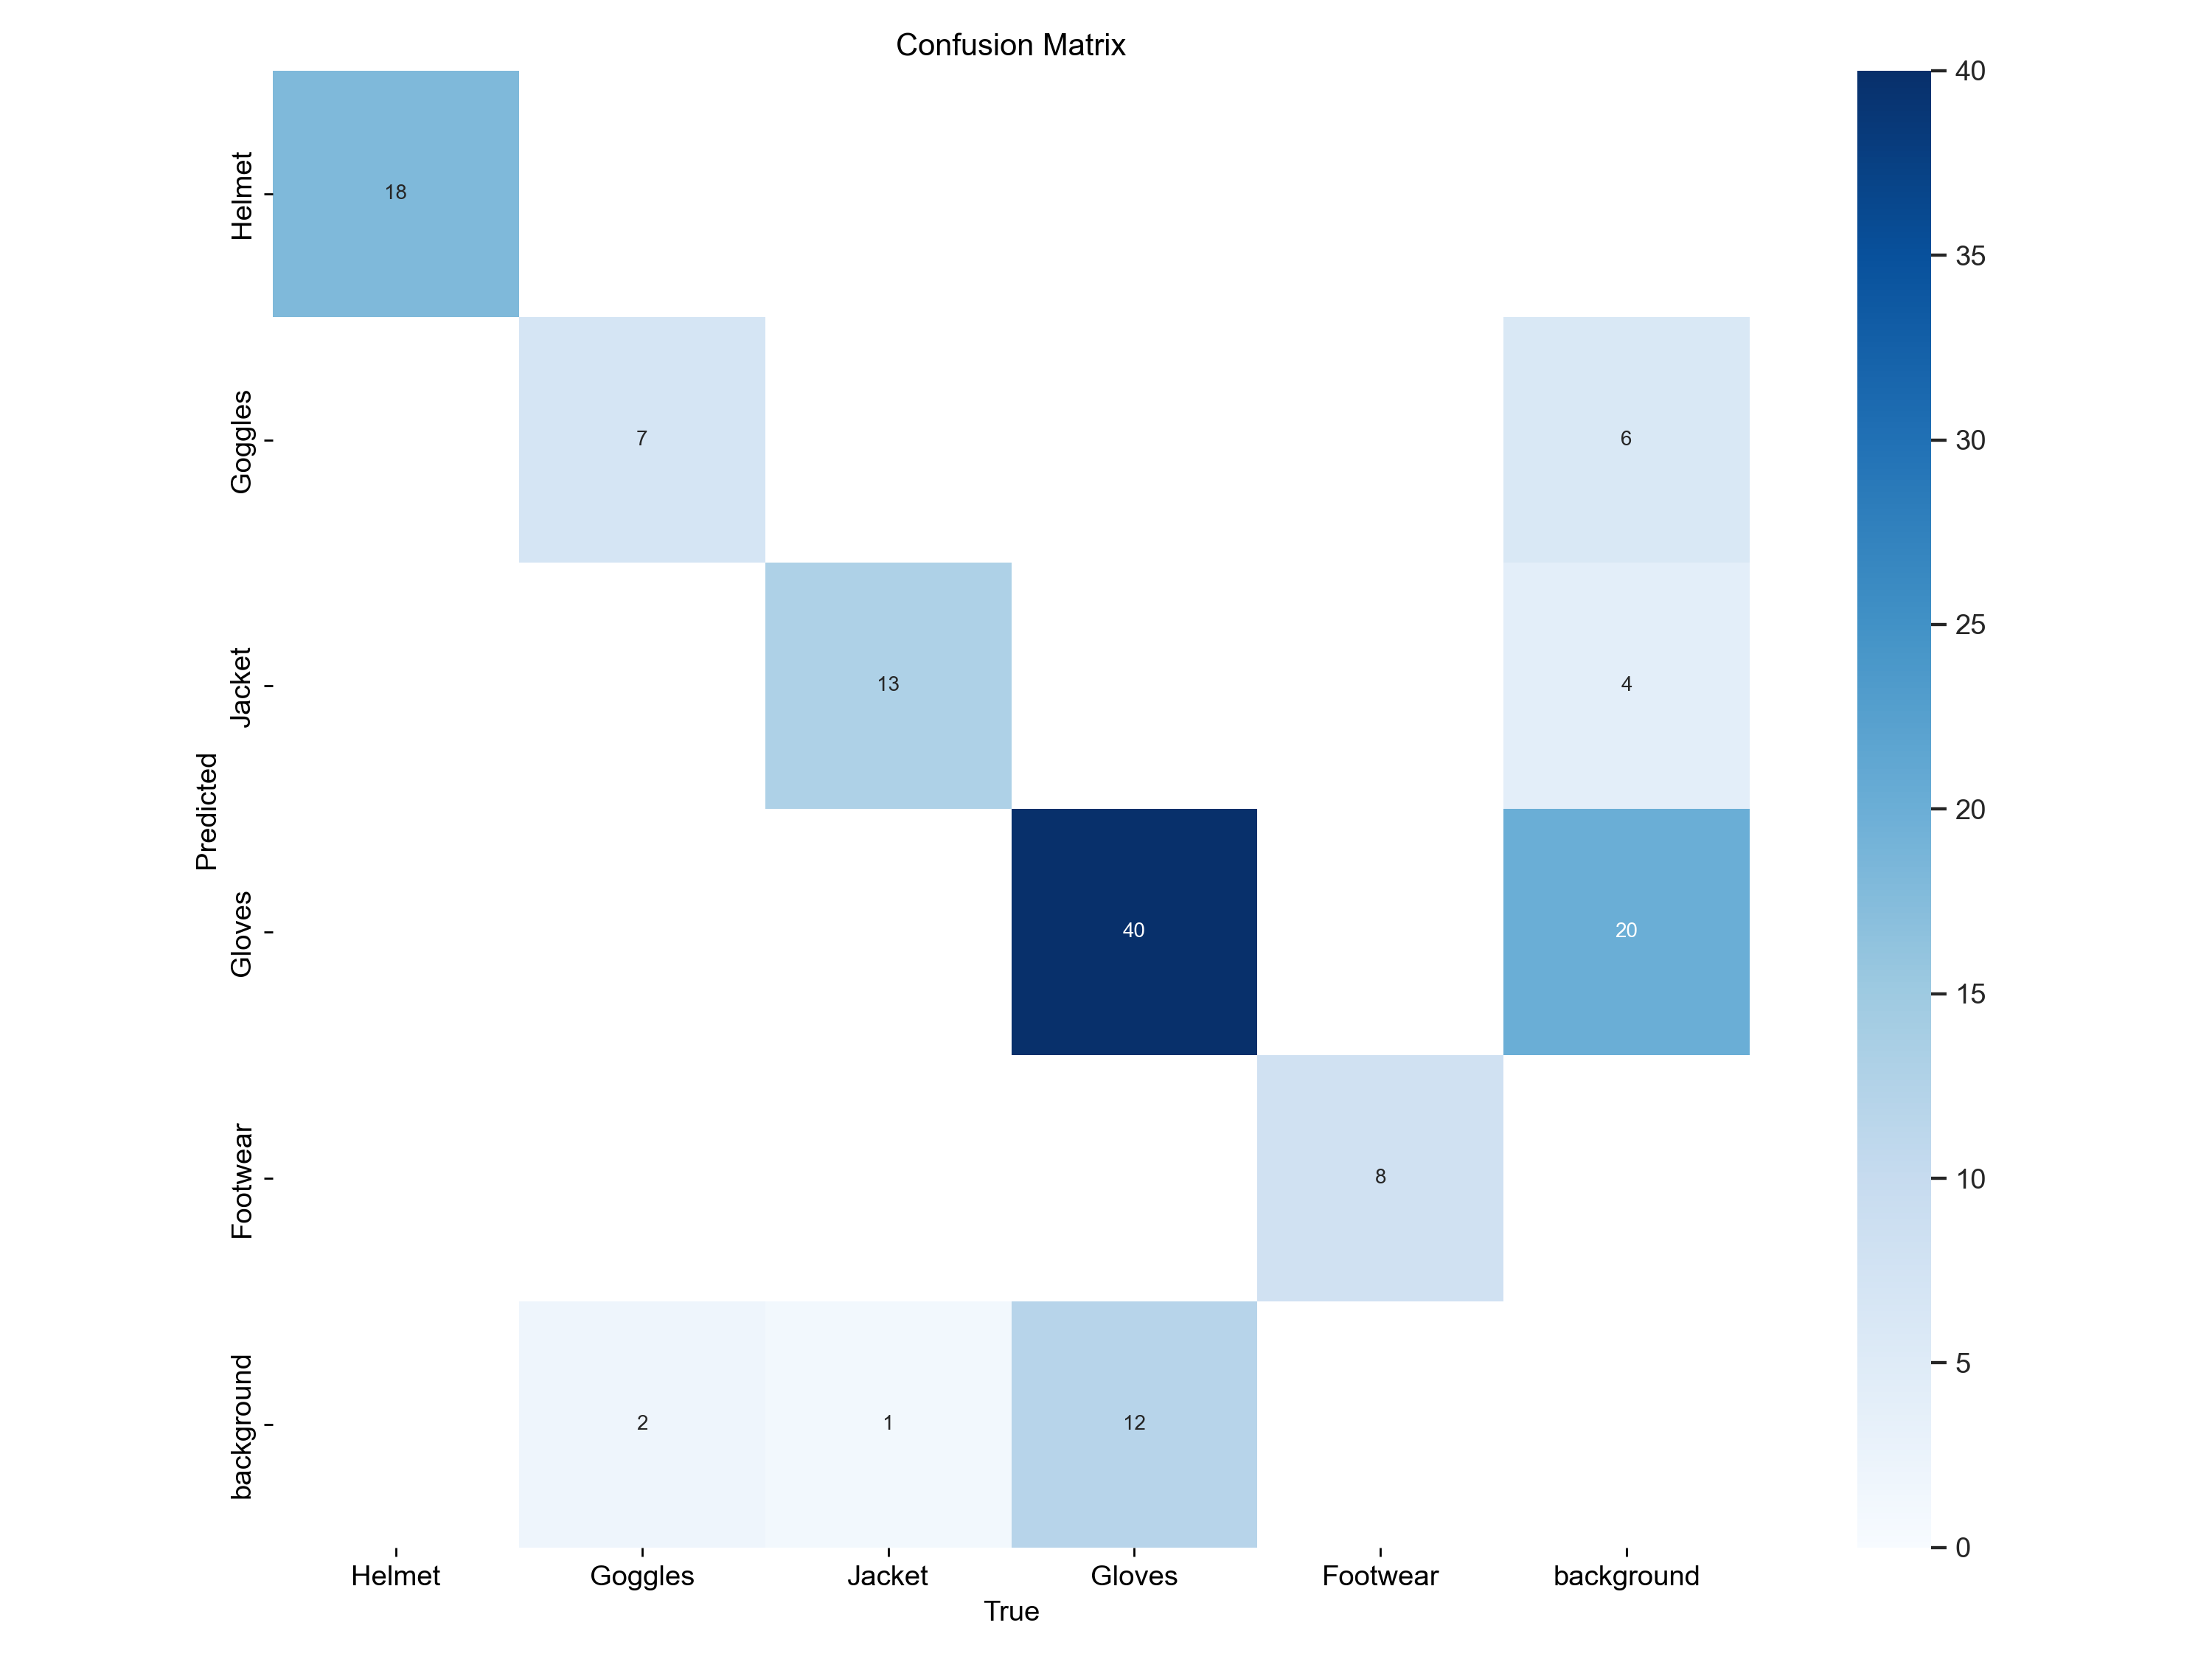 Confusion Matrix
Helmet
18
Goggles
7
6
Jacket
13
4
Gloves
40
20
Footwear
8
background
2
1
12
Predicted
Helmet
Goggles
Jacket
Gloves
Footwear
background
True
40
35
30
25
20
15
10
5
0